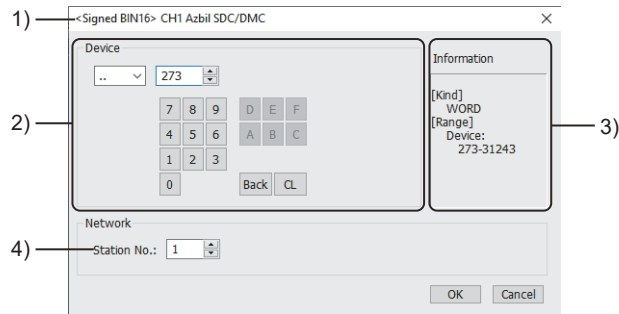 1)
<Signed BIN16> CH1 Azbil SDC/DMC
Device
.. 273
7 8 9 D E F
4 5 6 A B C
1 2 3
0 Back CL
2)
Information
[Kind]
WORD
[Range]
Device:
273-31243
3)
Network
4)
Station No.: 1
OK Cancel